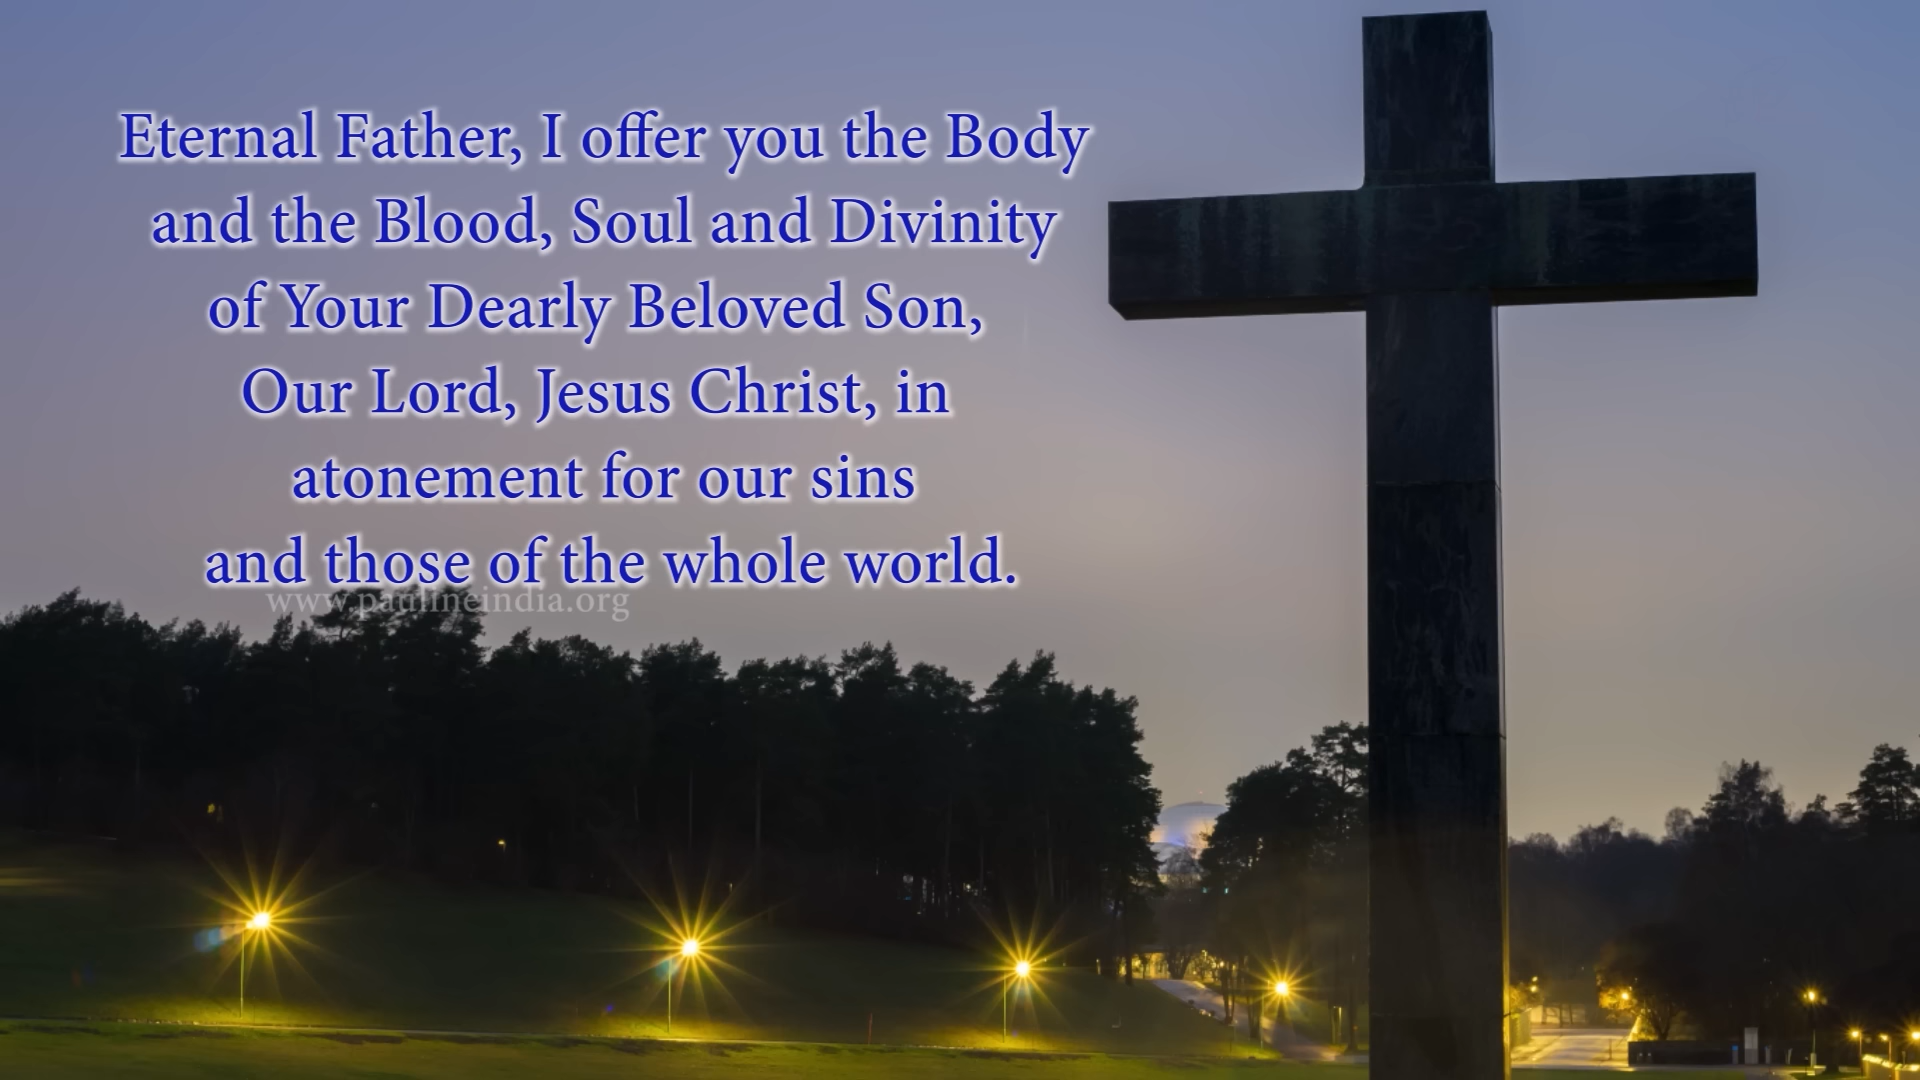 Eternal Father, I offer you the Body
and the Blood, Soul and Divinity
of Your Dearly Beloved Son,
Our Lord, Jesus Christ, in
atonement for our sins
and those of the whole world.
www.paulineindia.org